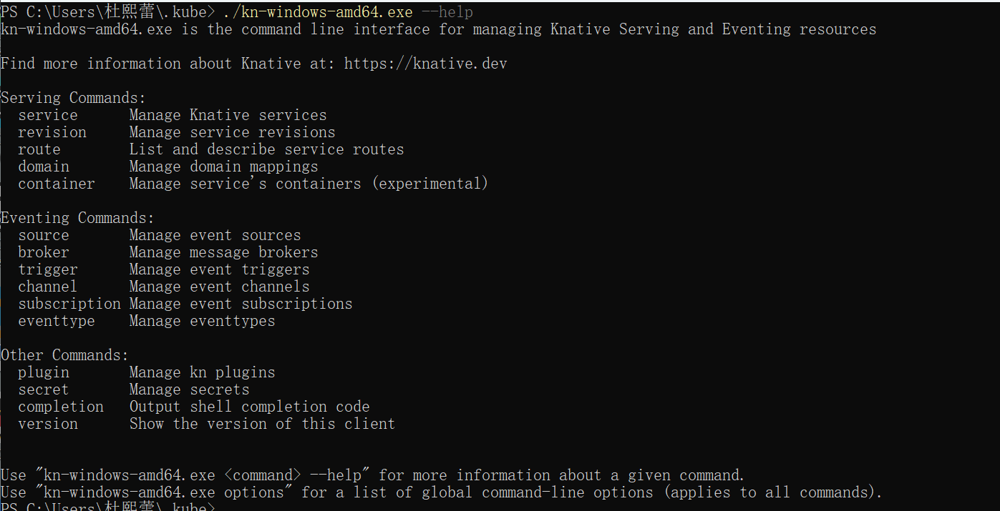 PS C:\Users\杜熙蕾\.kube> ./kn-windows-amd64.exe --help
kn-windows-amd64.exe is the command line interface for managing Knative Serving and Eventing resources
Find more information about Knative at: https://knative.dev
Serving Commands:
service Manage Knative services
revision Manage service revisions
route List and describe service routes
domain Manage domain mappings
container Manage service's containers (experimental)
Eventing Commands:
source Manage event sources
broker Manage message brokers
trigger Manage event triggers
channel Manage event channels
subscription Manage event subscriptions
eventtype Manage eventtypes
Other Commands:
plugin Manage kn plugins
secret Manage secrets
completion Output shell completion code
version Show the version of this client
Use "kn-windows-amd64.exe <command> --help" for more information about a given command.
Use "kn-windows-amd64.exe options" for a list of global command-line options (applies to all commands).
PS C:\Users\杜熙蕾\.kube>